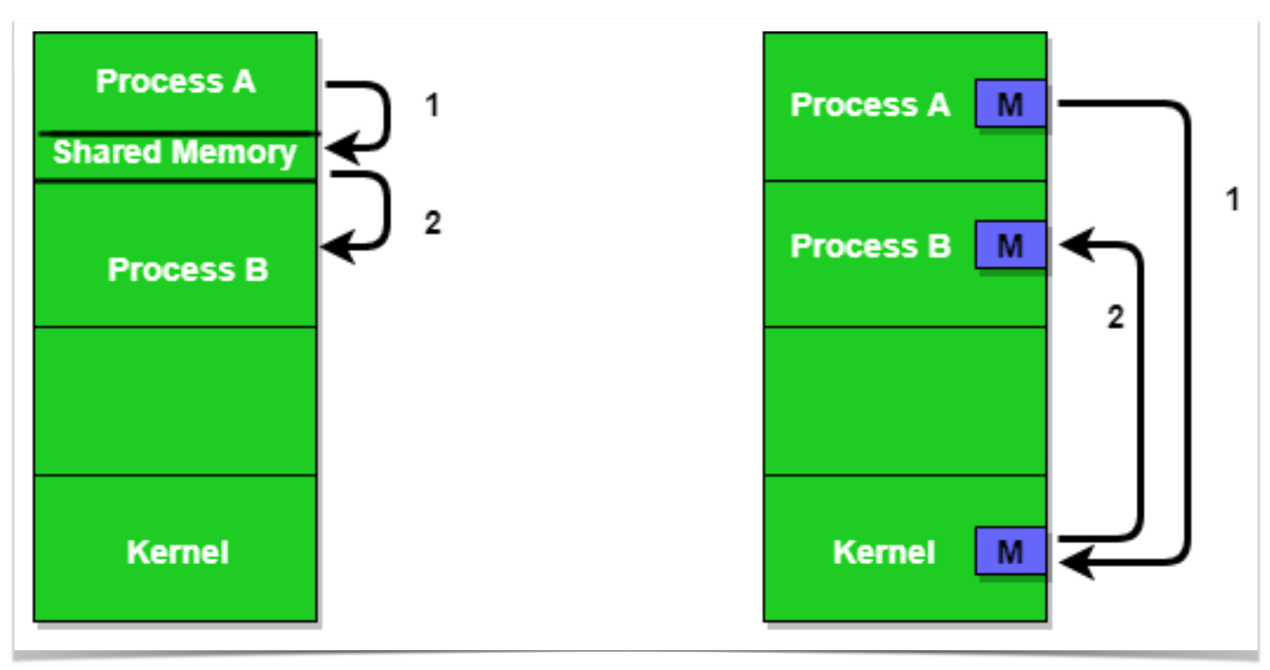 Process A
1
Shared Memory
2
Process B
Kernel
Process A
M
1
Process B
M
2
Kernel
M